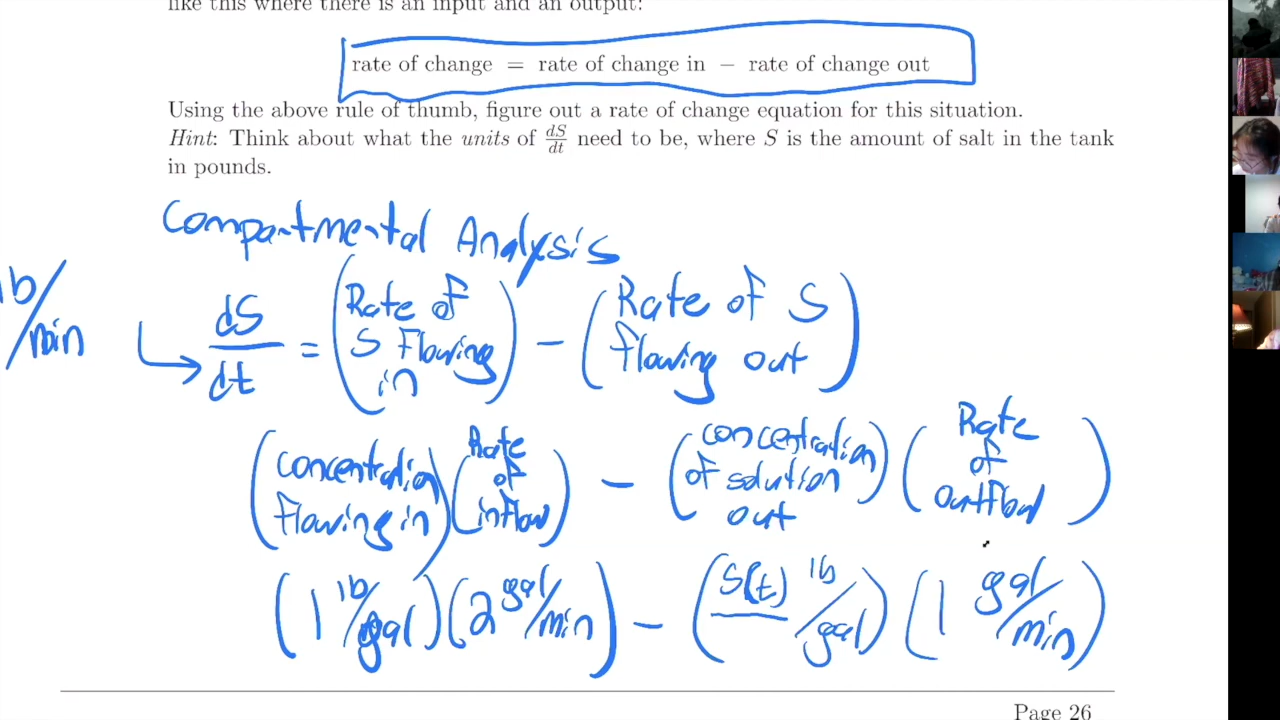 like this where there is an input and an output:
rate of change = rate of change in − rate of change out
Using the above rule of thumb, figure out a rate of change equation for this situation.
Hint: Think about what the units of dS/dt need to be, where S is the amount of salt in the tank
in pounds.
Compartmental Analysis
lb/min → dS/dt = (Rate of S Flowing in) − (Rate of S flowing out)
(concentration flowing in)(Rate of inflow) − (concentration of solution out)(Rate of outflow)
(1 lb/gal)(2 gal/min) − (S(t) lb/gal)(1 gal/min)
Page 26